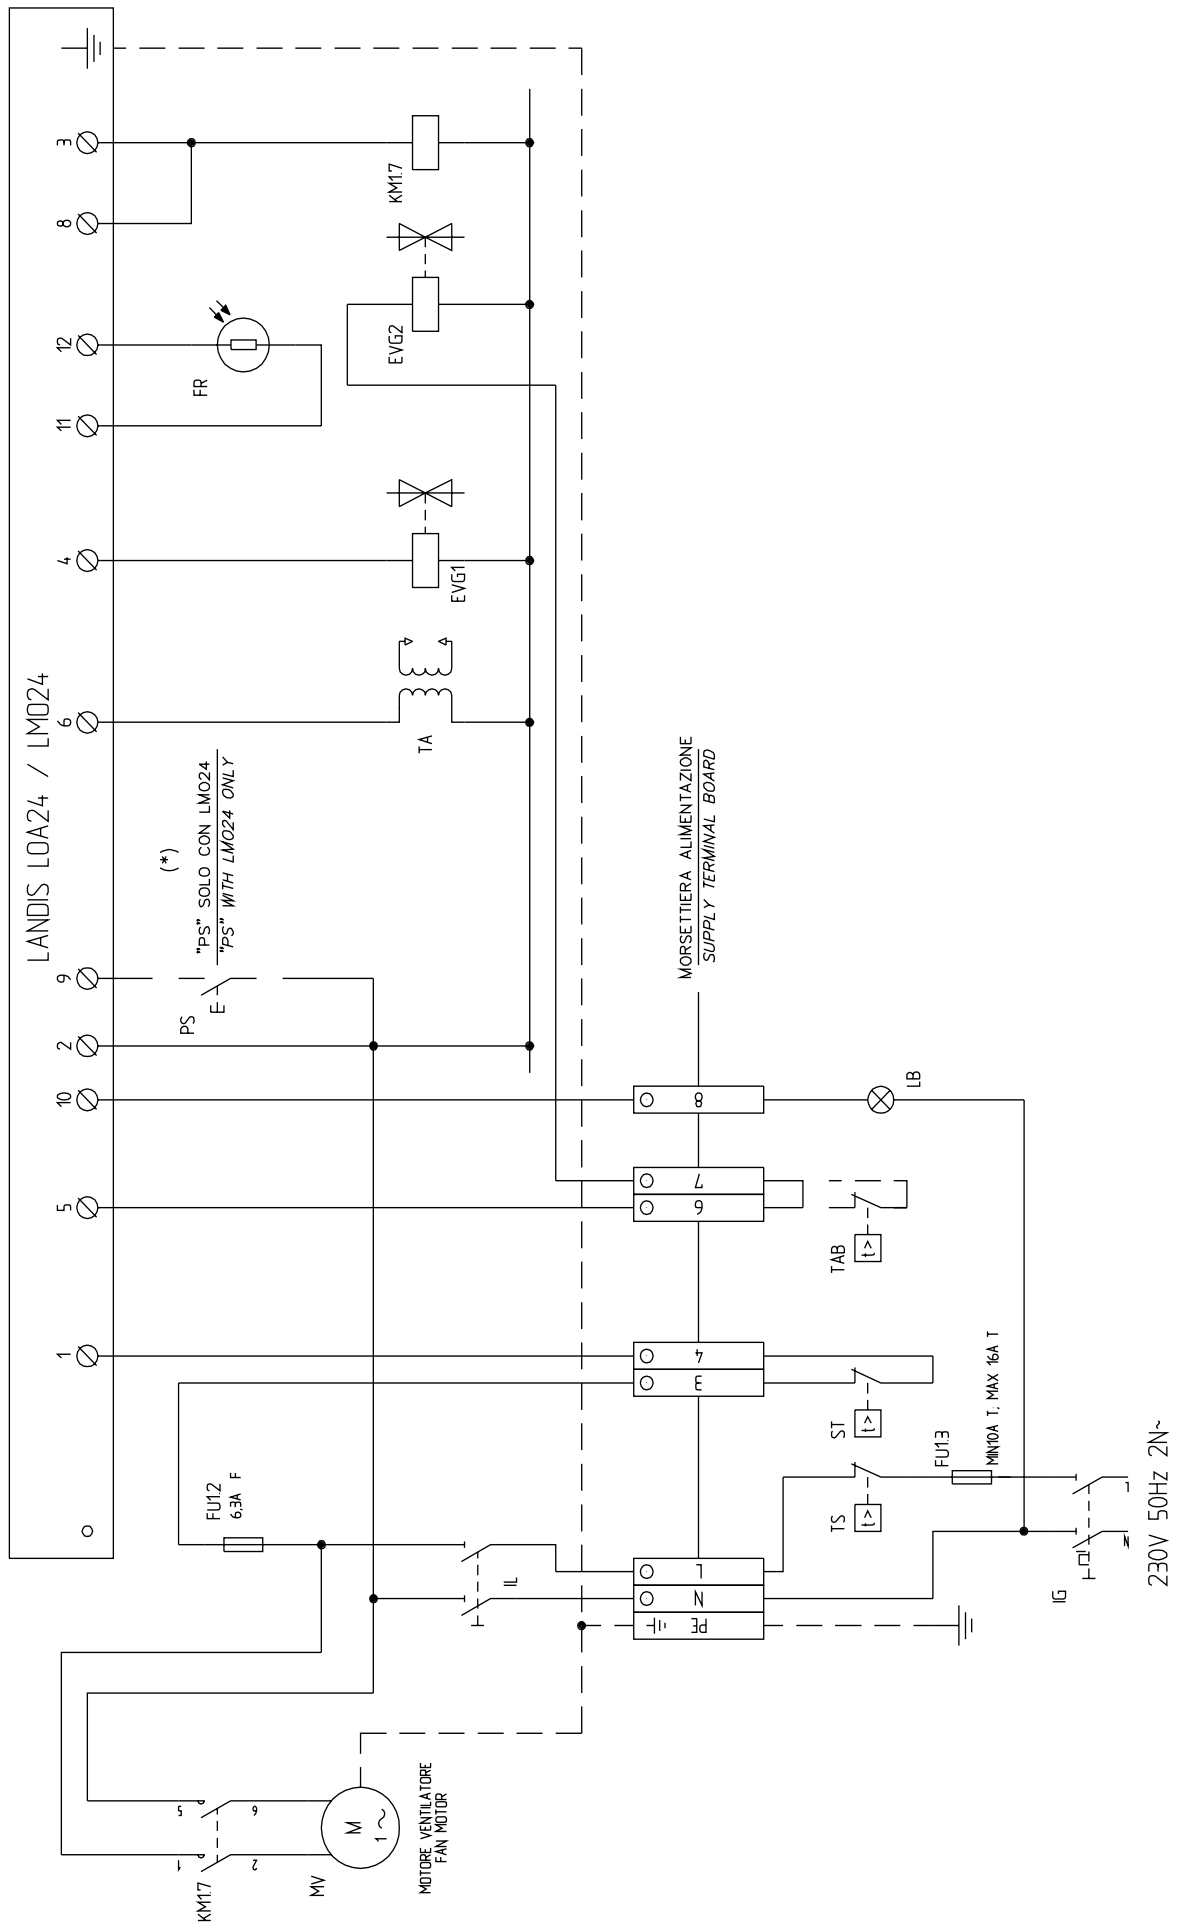 LANDIS LOA24 / LMO24
3
8
12
11
4
6
9
2
10
5
1
KM1.7
EVG2
FR
EVG1
TA
(*)
"PS" SOLO CON LMO24
"PS" WITH LMO24 ONLY
PS
MORSETTIERA ALIMENTAZIONE
SUPPLY TERMINAL BOARD
8
7
6
4
3
L
N
PE
LB
TAB
t>
ST
t>
TS
t>
FU1.3
MIN10A T; MAX 16A T
FU1.2
6,3A F
IL
IG
L
N
230V 50Hz 2N~
KM1.7
5
6
1
2
M
1 ~
MV
MOTORE VENTILATORE
FAN MOTOR